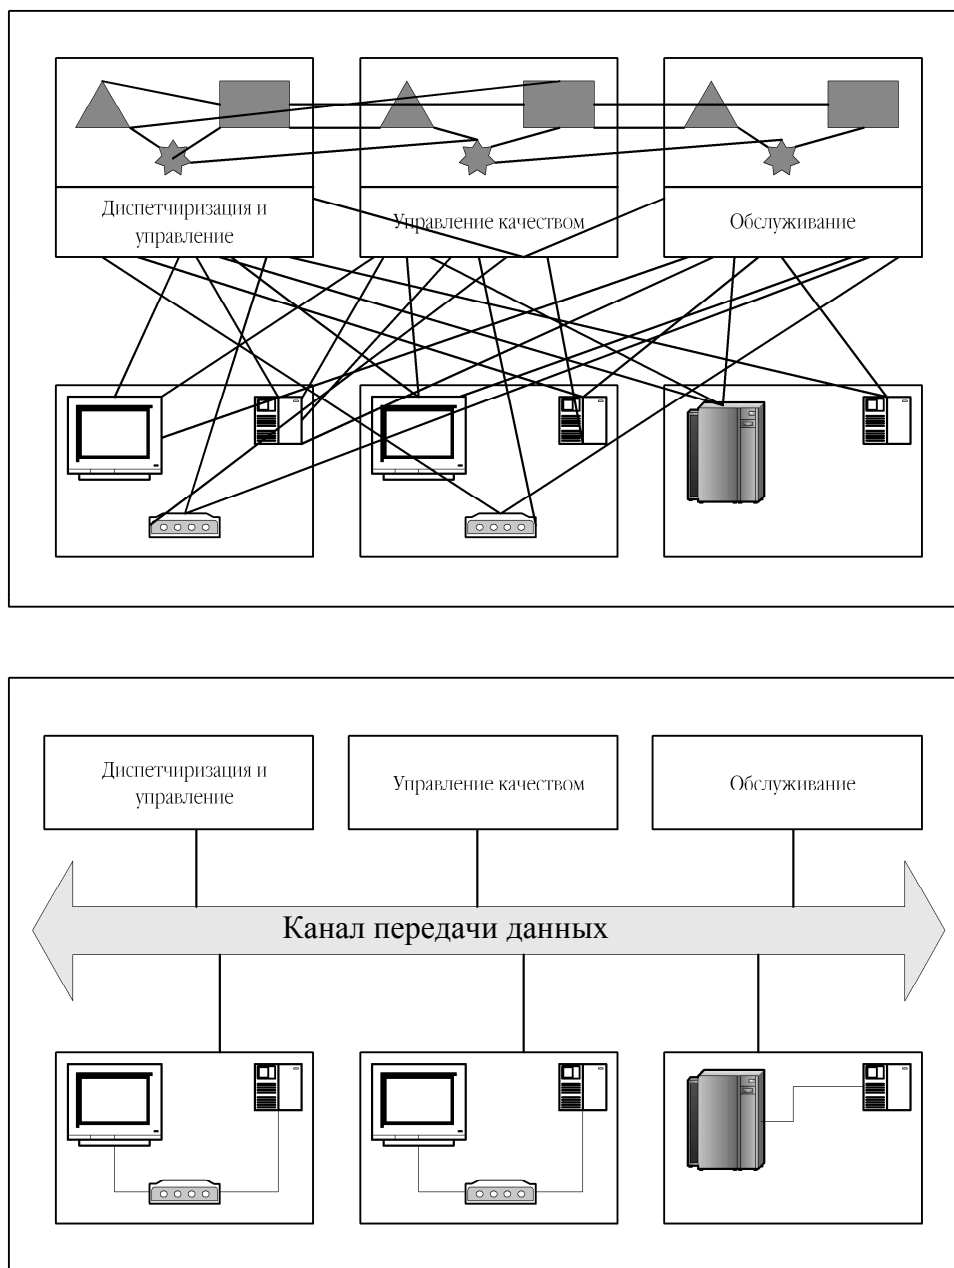 Диспетчиризация и
управление
Управление качеством
Обслуживание
Диспетчиризация и
управление
Управление качеством
Обслуживание
Канал передачи данных